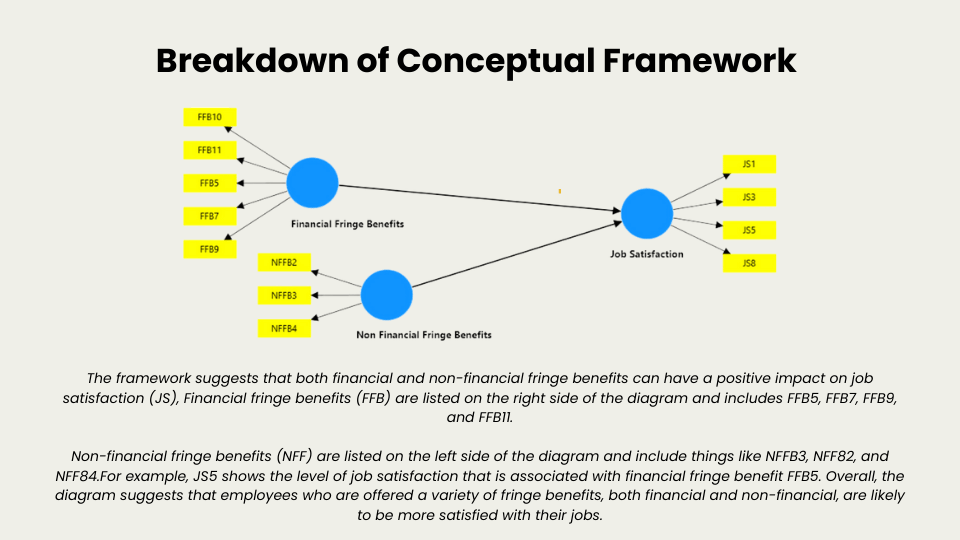 Breakdown of Conceptual Framework
FFB10
FFB11
FFB5
FFB7
FFB9
Financial Fringe Benefits
NFFB2
NFFB3
NFFB4
Non Financial Fringe Benefits
JS1
JS3
JS5
JS8
Job Satisfaction
The framework suggests that both financial and non-financial fringe benefits can have a positive impact on job
satisfaction (JS), Financial fringe benefits (FFB) are listed on the right side of the diagram and includes FFB5, FFB7, FFB9,
and FFB11.
Non-financial fringe benefits (NFF) are listed on the left side of the diagram and include things like NFFB3, NFF82, and
NFF84.For example, JS5 shows the level of job satisfaction that is associated with financial fringe benefit FFB5. Overall, the
diagram suggests that employees who are offered a variety of fringe benefits, both financial and non-financial, are likely
to be more satisfied with their jobs.